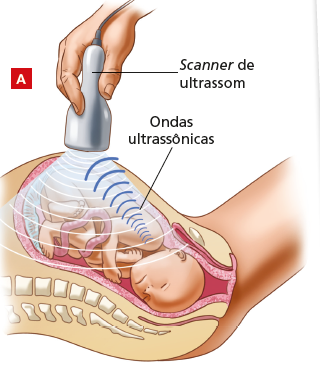 A
Scanner de
ultrassom
Ondas
ultrassônicas